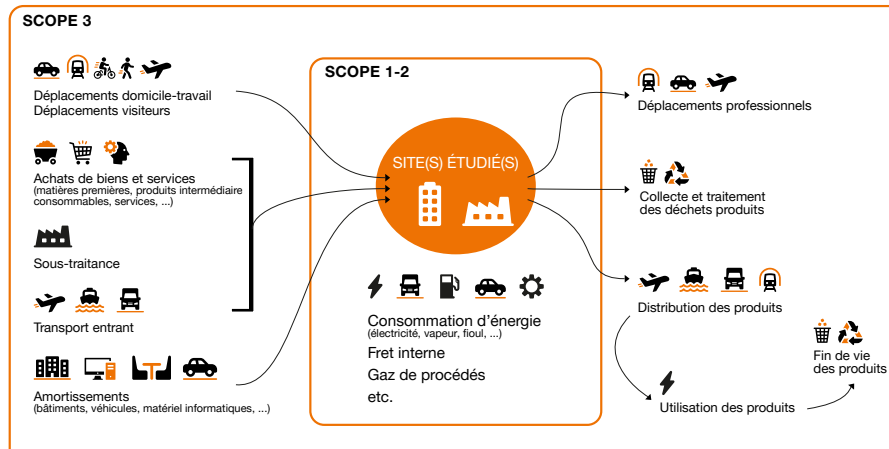 SCOPE 3
Déplacements domicile-travail
Déplacements visiteurs
Achats de biens et services
(matières premières, produits intermédiaire
consommables, services, ...)
Sous-traitance
Transport entrant
Amortissements
(bâtiments, véhicules, matériel informatiques, ...)
SCOPE 1-2
SITE(S) ÉTUDIÉ(S)
Consommation d'énergie
(électricité, vapeur, fioul, ...)
Fret interne
Gaz de procédés
etc.
Déplacements professionnels
Collecte et traitement
des déchets produits
Distribution des produits
Fin de vie
des produits
Utilisation des produits